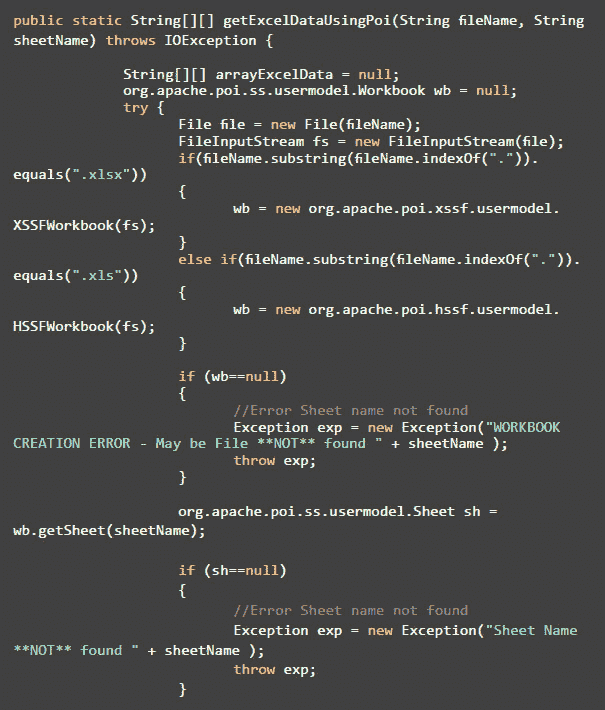 public static String[][] getExcelDataUsingPoi(String fileName, String
sheetName) throws IOException {
String[][] arrayExcelData = null;
org.apache.poi.ss.usermodel.Workbook wb = null;
try {
File file = new File(fileName);
FileInputStream fs = new FileInputStream(file);
if(fileName.substring(fileName.indexOf(".")).
equals(".xlsx"))
{
wb = new org.apache.poi.xssf.usermodel.
XSSFWorkbook(fs);
}
else if(fileName.substring(fileName.indexOf(".")).
equals(".xls"))
{
wb = new org.apache.poi.hssf.usermodel.
HSSFWorkbook(fs);
}
if (wb==null)
{
//Error Sheet name not found
Exception exp = new Exception("WORKBOOK
CREATION ERROR - May be File **NOT** found " + sheetName );
throw exp;
}
org.apache.poi.ss.usermodel.Sheet sh =
wb.getSheet(sheetName);
if (sh==null)
{
//Error Sheet name not found
Exception exp = new Exception("Sheet Name
**NOT** found " + sheetName );
throw exp;
}